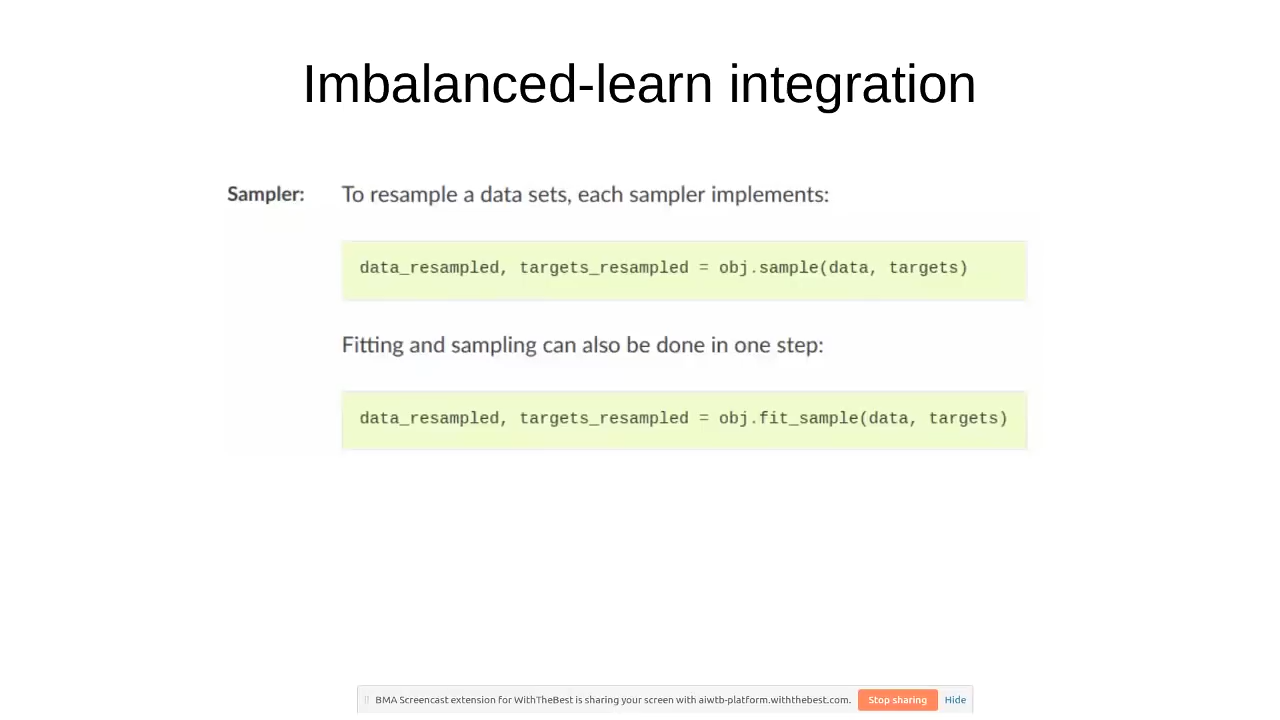 Imbalanced-learn integration
Sampler: To resample a data sets, each sampler implements:
data_resampled, targets_resampled = obj.sample(data, targets)
Fitting and sampling can also be done in one step:
data_resampled, targets_resampled = obj.fit_sample(data, targets)
BMA Screencast extension for WithTheBest is sharing your screen with aiwtb-platform.withthebest.com. Stop sharing Hide